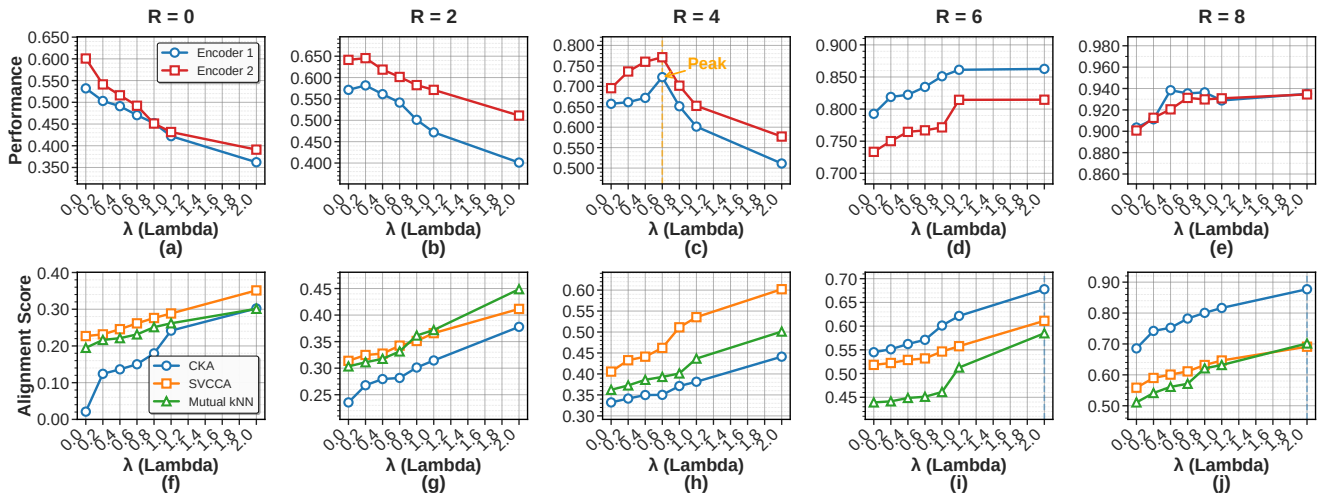 R = 0
R = 2
R = 4
R = 6
R = 8
Performance
0.650
0.600
0.550
0.500
0.450
0.400
0.350
Encoder 1
Encoder 2
0.0 0.2 0.4 0.6 0.8 1.0 1.2 1.4 1.6 1.8 2.0
λ (Lambda)
(a)
0.650
0.600
0.550
0.500
0.450
0.400
0.0 0.2 0.4 0.6 0.8 1.0 1.2 1.4 1.6 1.8 2.0
λ (Lambda)
(b)
0.800
0.750
0.700
0.650
0.600
0.550
0.500
Peak
0.0 0.2 0.4 0.6 0.8 1.0 1.2 1.4 1.6 1.8 2.0
λ (Lambda)
(c)
0.850
0.800
0.750
0.700
0.0 0.2 0.4 0.6 0.8 1.0 1.2 1.4 1.6 1.8 2.0
λ (Lambda)
(d)
0.980
0.960
0.940
0.920
0.900
0.880
0.860
0.0 0.2 0.4 0.6 0.8 1.0 1.2 1.4 1.6 1.8 2.0
λ (Lambda)
(e)
Alignment Score
0.40
0.30
0.20
0.10
0.00
CKA
SVCCA
Mutual kNN
0.0 0.2 0.4 0.6 0.8 1.0 1.2 1.4 1.6 1.8 2.0
λ (Lambda)
(f)
0.45
0.40
0.35
0.30
0.25
0.0 0.2 0.4 0.6 0.8 1.0 1.2 1.4 1.6 1.8 2.0
λ (Lambda)
(g)
0.60
0.55
0.50
0.45
0.40
0.35
0.30
0.0 0.2 0.4 0.6 0.8 1.0 1.2 1.4 1.6 1.8 2.0
λ (Lambda)
(h)
0.70
0.65
0.60
0.55
0.50
0.45
0.0 0.2 0.4 0.6 0.8 1.0 1.2 1.4 1.6 1.8 2.0
λ (Lambda)
(i)
0.90
0.80
0.70
0.60
0.50
0.0 0.2 0.4 0.6 0.8 1.0 1.2 1.4 1.6 1.8 2.0
λ (Lambda)
(j)